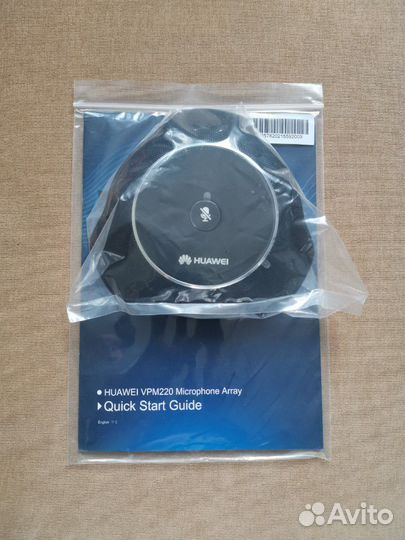 HUAWEI
HUAWEI VPM220 Microphone Array
Quick Start Guide
English
Avito